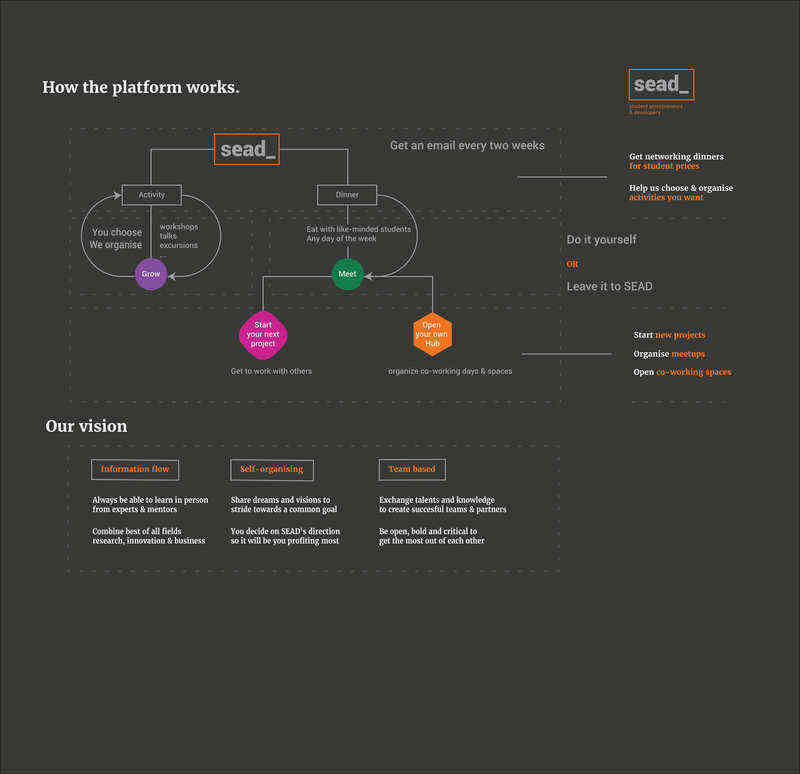 How the platform works.
sead_
student entrepreneurs
& developers
sead_
Get an email every two weeks
Get networking dinners
for student prices
Help us choose & organise
activities you want
Activity
Dinner
You choose
We organise
workshops
talks
excursions
...
Eat with like-minded students
Any day of the week
Grow
Meet
Do it yourself
OR
Leave it to SEAD
Start
your next
project
Open
your own
Hub
Get to work with others
organize co-working days & spaces
Start new projects
Organise meetups
Open co-working spaces
Our vision
Information flow
Always be able to learn in person
from experts & mentors
Combine best of all fields
research, innovation & business
Self-organising
Share dreams and visions to
stride towards a common goal
You decide on SEAD's direction
so it will be you profiting most
Team based
Exchange talents and knowledge
to create succesful teams & partners
Be open, bold and critical to
get the most out of each other